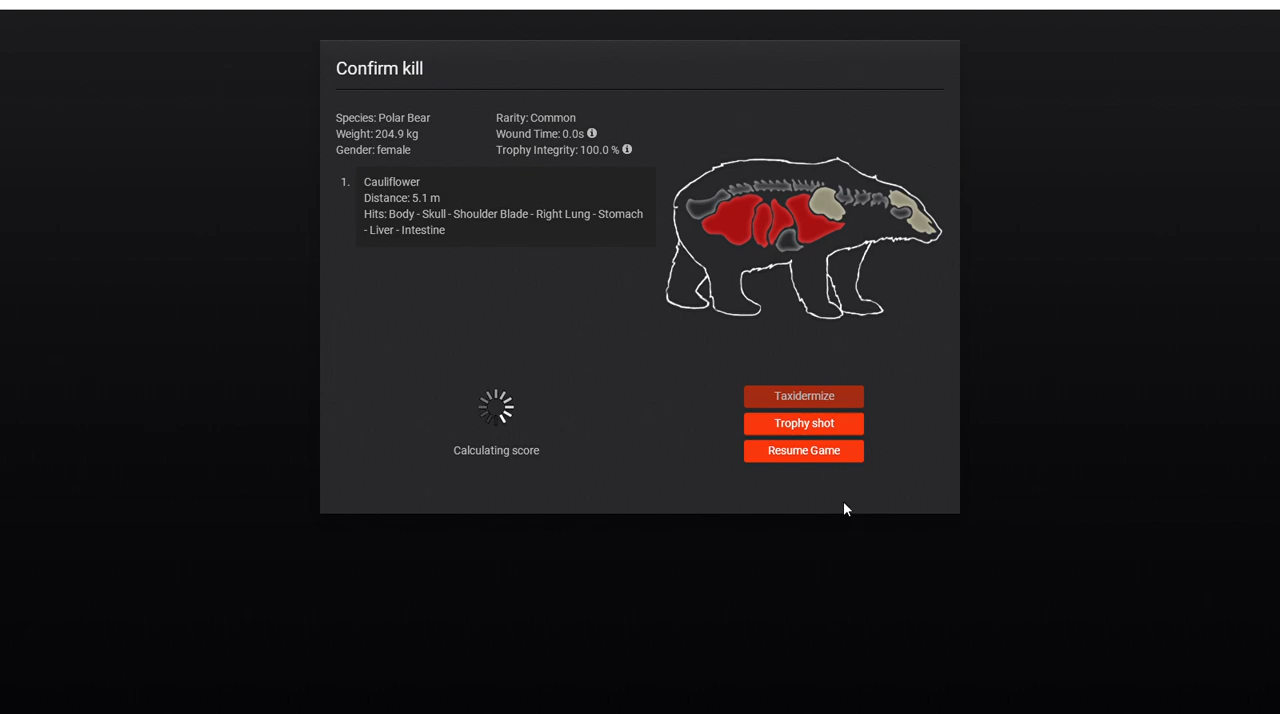 Confirm kill
Species: Polar Bear
Weight: 204.9 kg
Gender: female
Rarity: Common
Wound Time: 0.0s
Trophy Integrity: 100.0 %
1.
Cauliflower
Distance: 5.1 m
Hits: Body - Skull - Shoulder Blade - Right Lung - Stomach
- Liver - Intestine
Calculating score
Taxidermize
Trophy shot
Resume Game